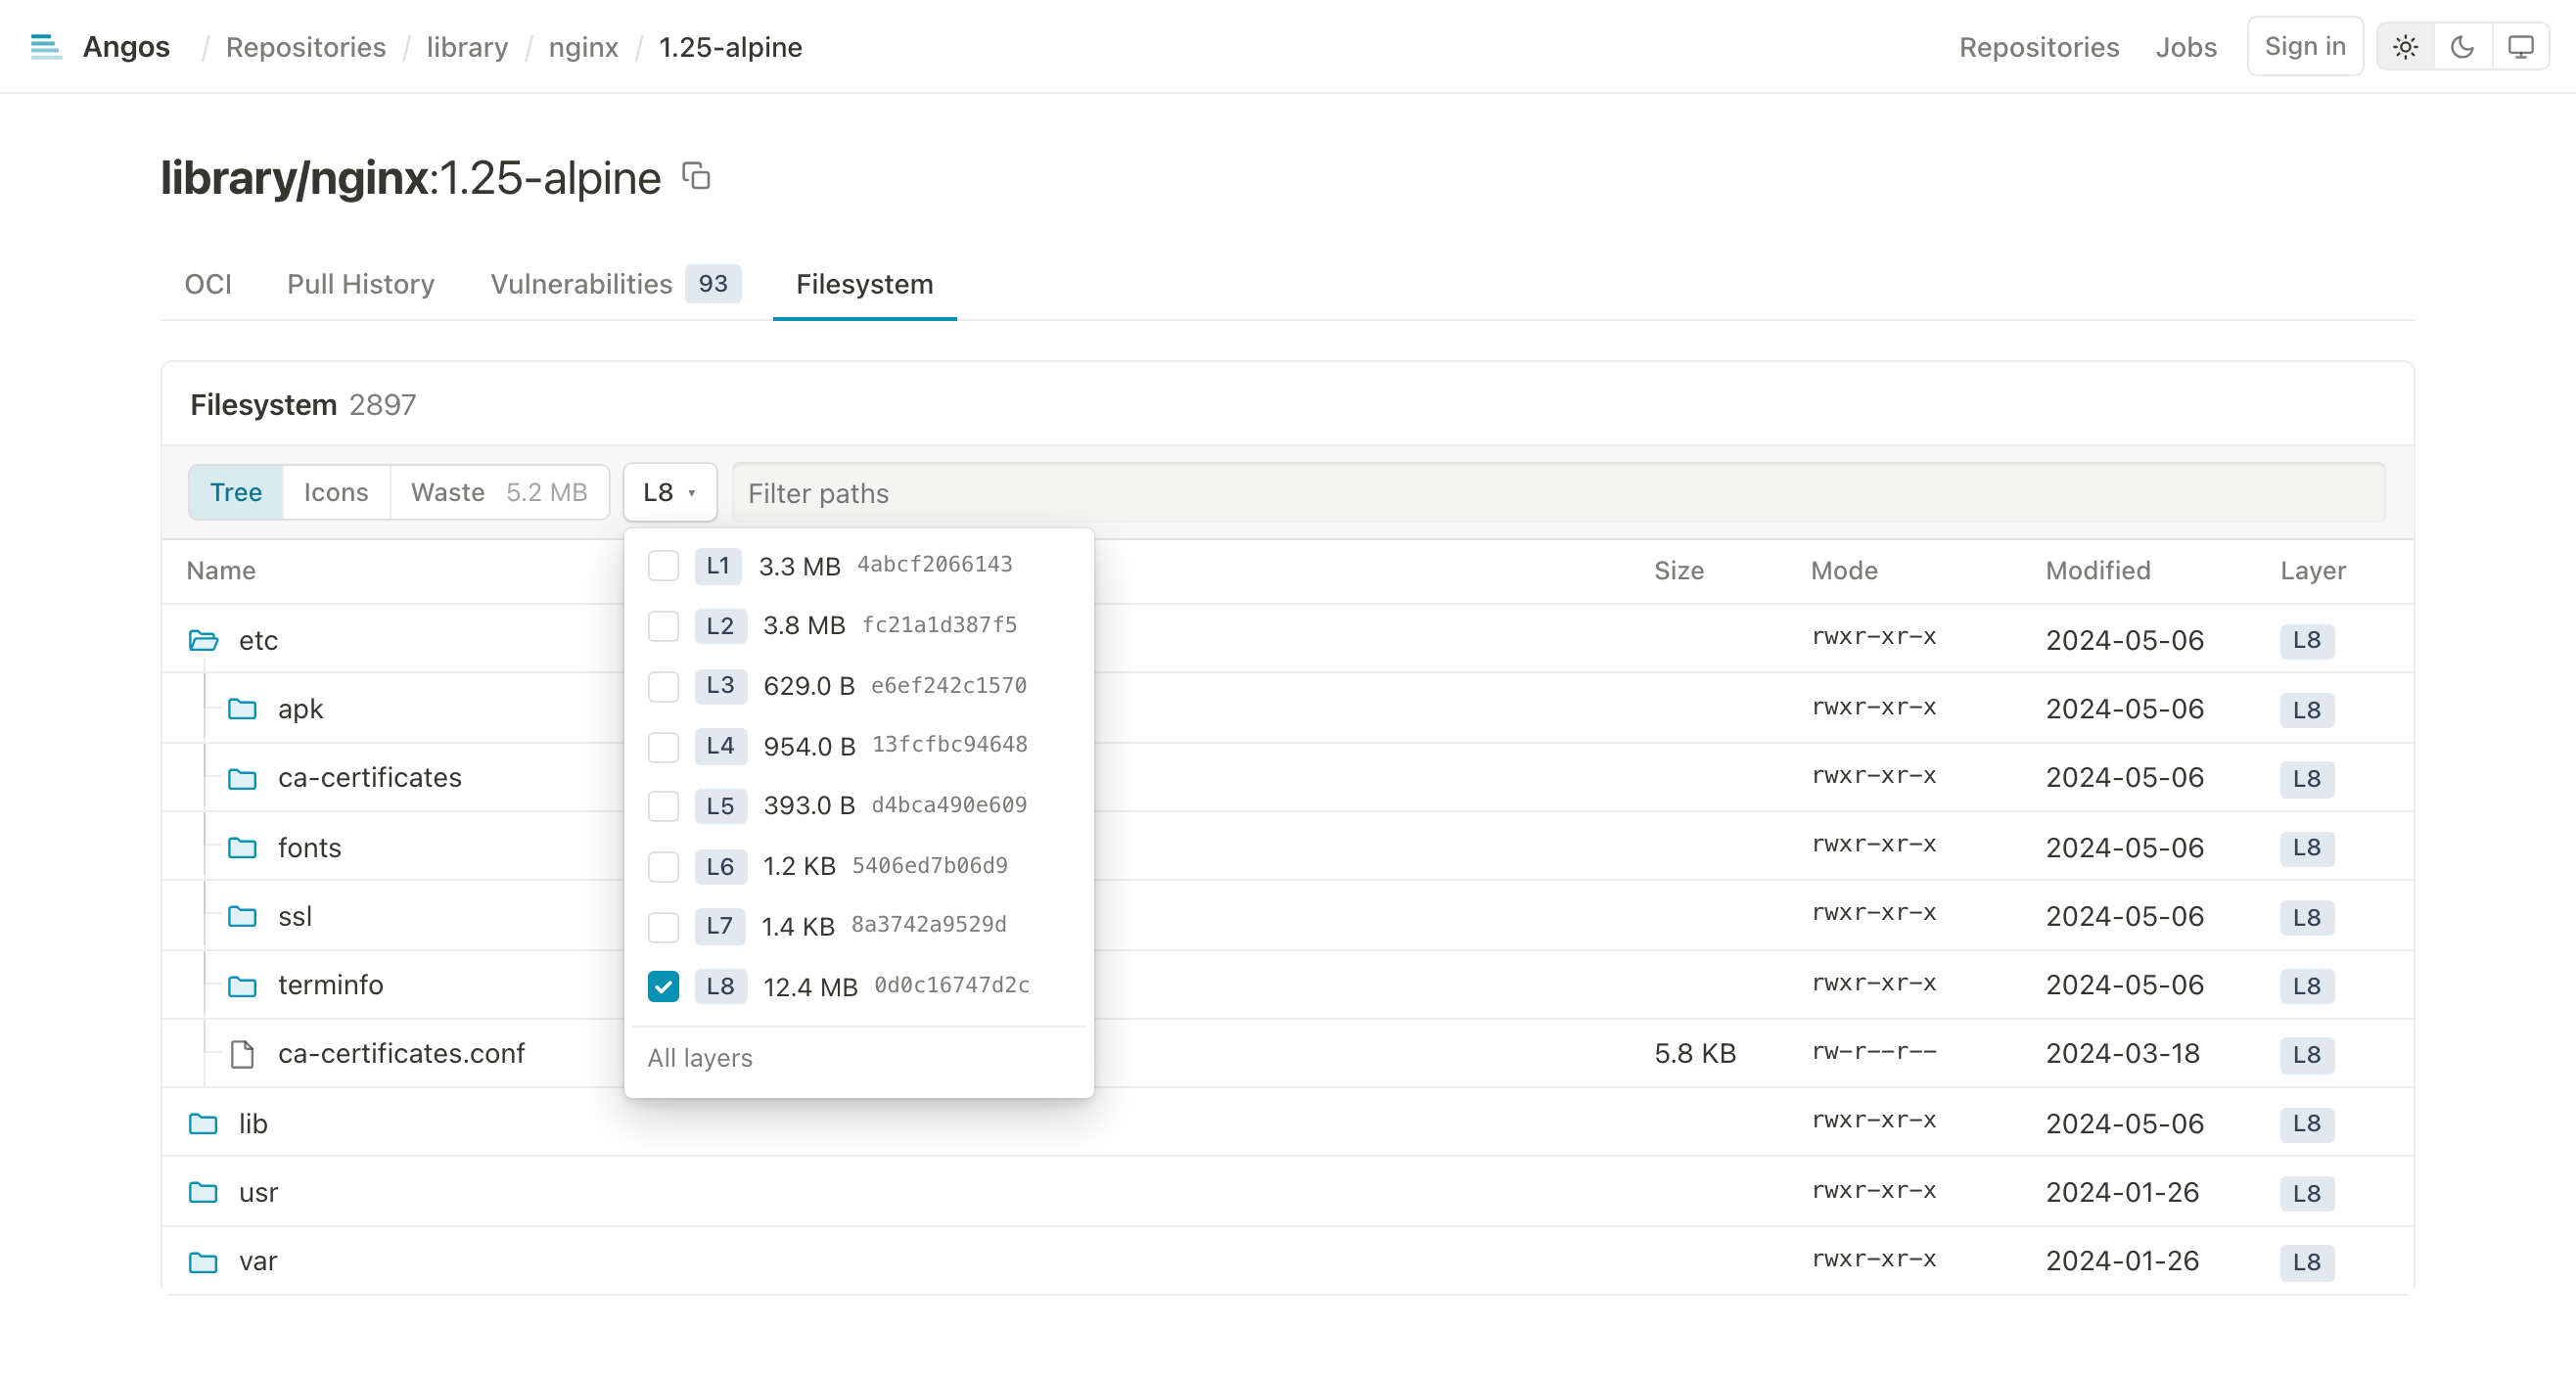 Angos / Repositories / library / nginx / 1.25-alpine Repositories Jobs Sign in
library/nginx:1.25-alpine
OCI Pull History Vulnerabilities 93 Filesystem
Filesystem 2897
Tree Icons Waste 5.2 MB L8 Filter paths
L1 3.3 MB 4abcf2066143
L2 3.8 MB fc21a1d387f5
L3 629.0 B e6ef242c1570
L4 954.0 B 13fcfbc94648
L5 393.0 B d4bca490e609
L6 1.2 KB 5406ed7b06d9
L7 1.4 KB 8a3742a9529d
L8 12.4 MB 0d0c16747d2c
All layers
Name Size Mode Modified Layer
etc rwxr-xr-x 2024-05-06 L8
apk rwxr-xr-x 2024-05-06 L8
ca-certificates rwxr-xr-x 2024-05-06 L8
fonts rwxr-xr-x 2024-05-06 L8
ssl rwxr-xr-x 2024-05-06 L8
terminfo rwxr-xr-x 2024-05-06 L8
ca-certificates.conf 5.8 KB rw-r--r-- 2024-03-18 L8
lib rwxr-xr-x 2024-05-06 L8
usr rwxr-xr-x 2024-01-26 L8
var rwxr-xr-x 2024-01-26 L8